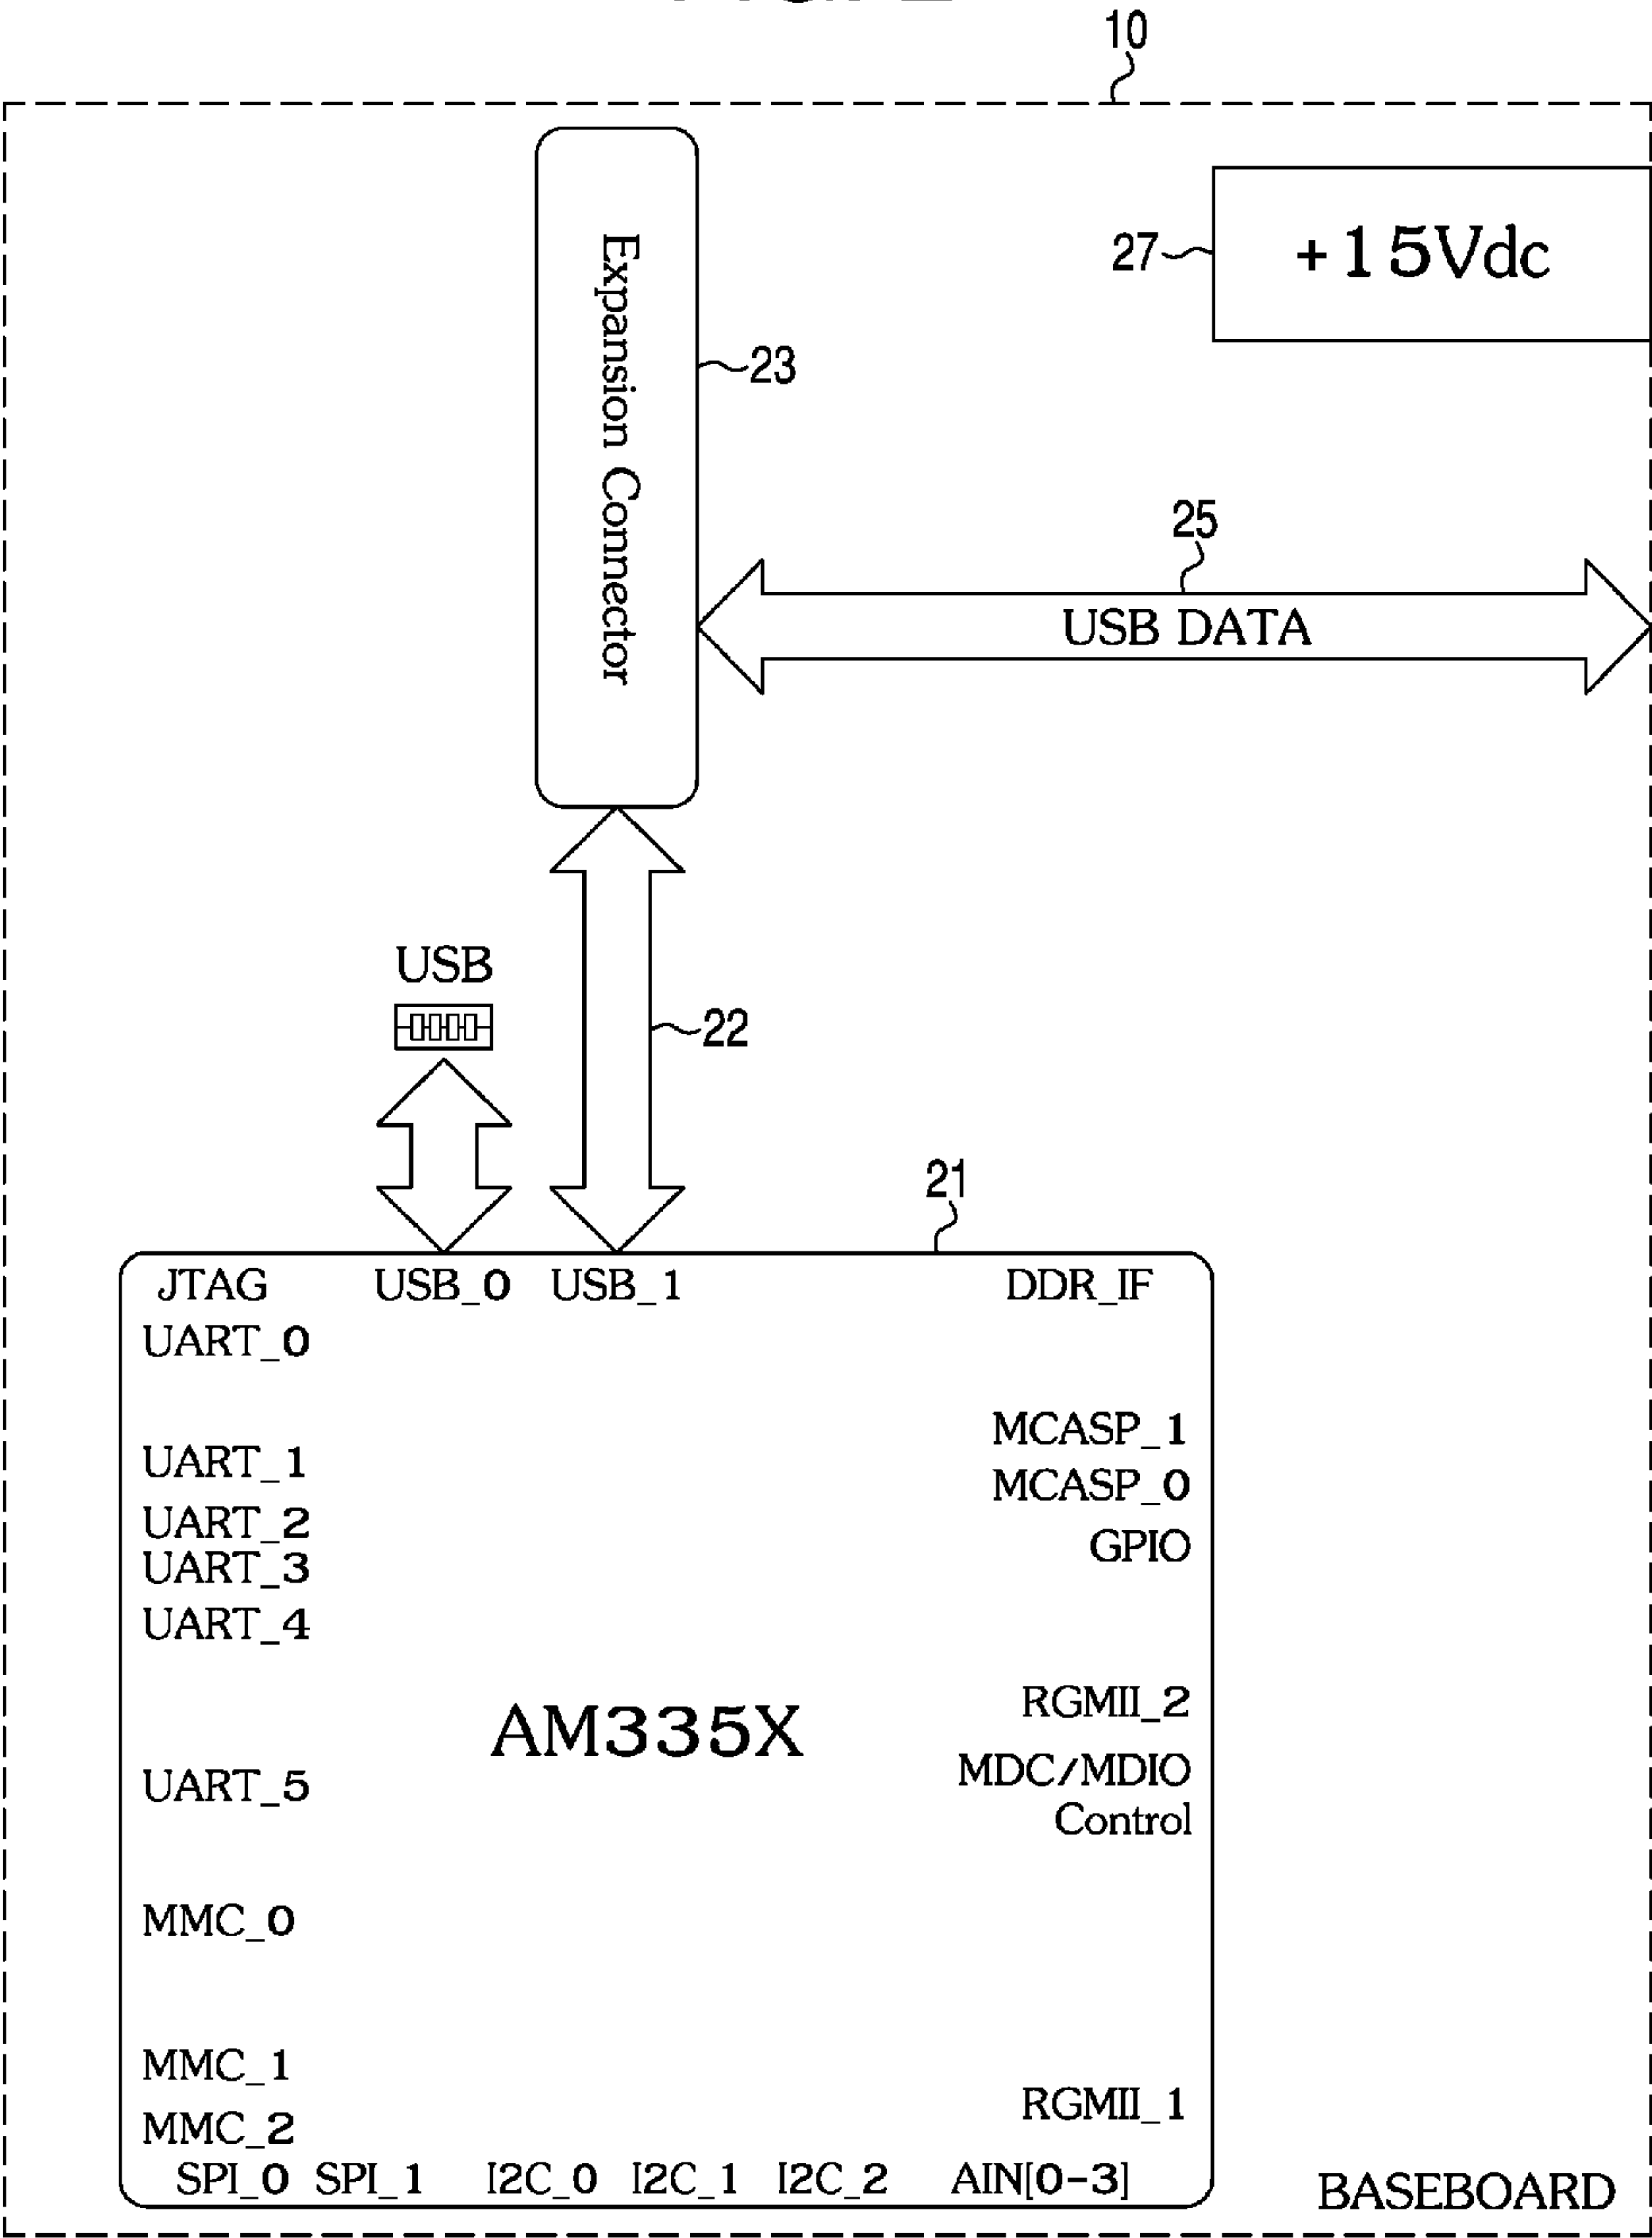 10
27
+15Vdc
Expansion Connector
23
25
USB DATA
USB
22
21
JTAG USB_0 USB_1 DDR_IF
UART_0
MCASP_1
UART_1
MCASP_0
UART_2
GPIO
UART_3
UART_4
RGMII_2
AM335X
MDC/MDIO
Control
UART_5
MMC_0
MMC_1
RGMII_1
MMC_2
SPI_0 SPI_1 I2C_0 I2C_1 I2C_2 AIN[0-3]
BASEBOARD